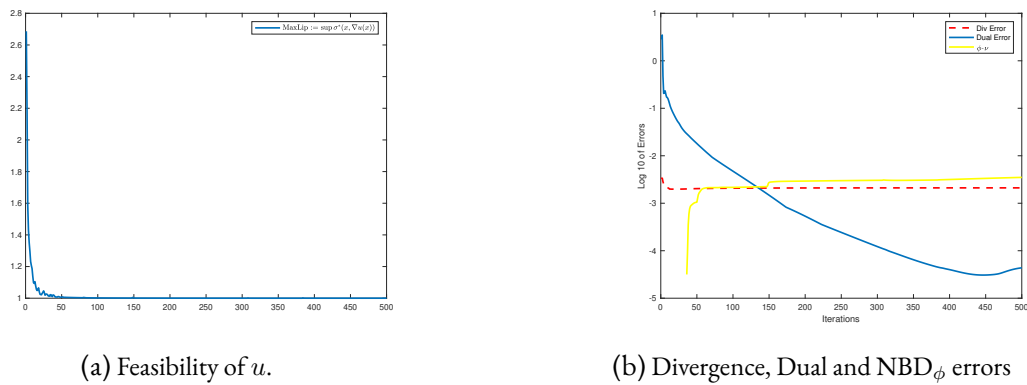 MaxLip := sup σ*(x, ∇u(x))
2.8
2.6
2.4
2.2
2
1.8
1.6
1.4
1.2
1
0 50 100 150 200 250 300 350 400 450 500
(a) Feasibility of u.
Div Error
Dual Error
ϕ-ν
Log 10 of Errors
1
0
-1
-2
-3
-4
-5
0 50 100 150 200 250 300 350 400 450 500
Iterations
(b) Divergence, Dual and NBDϕ errors